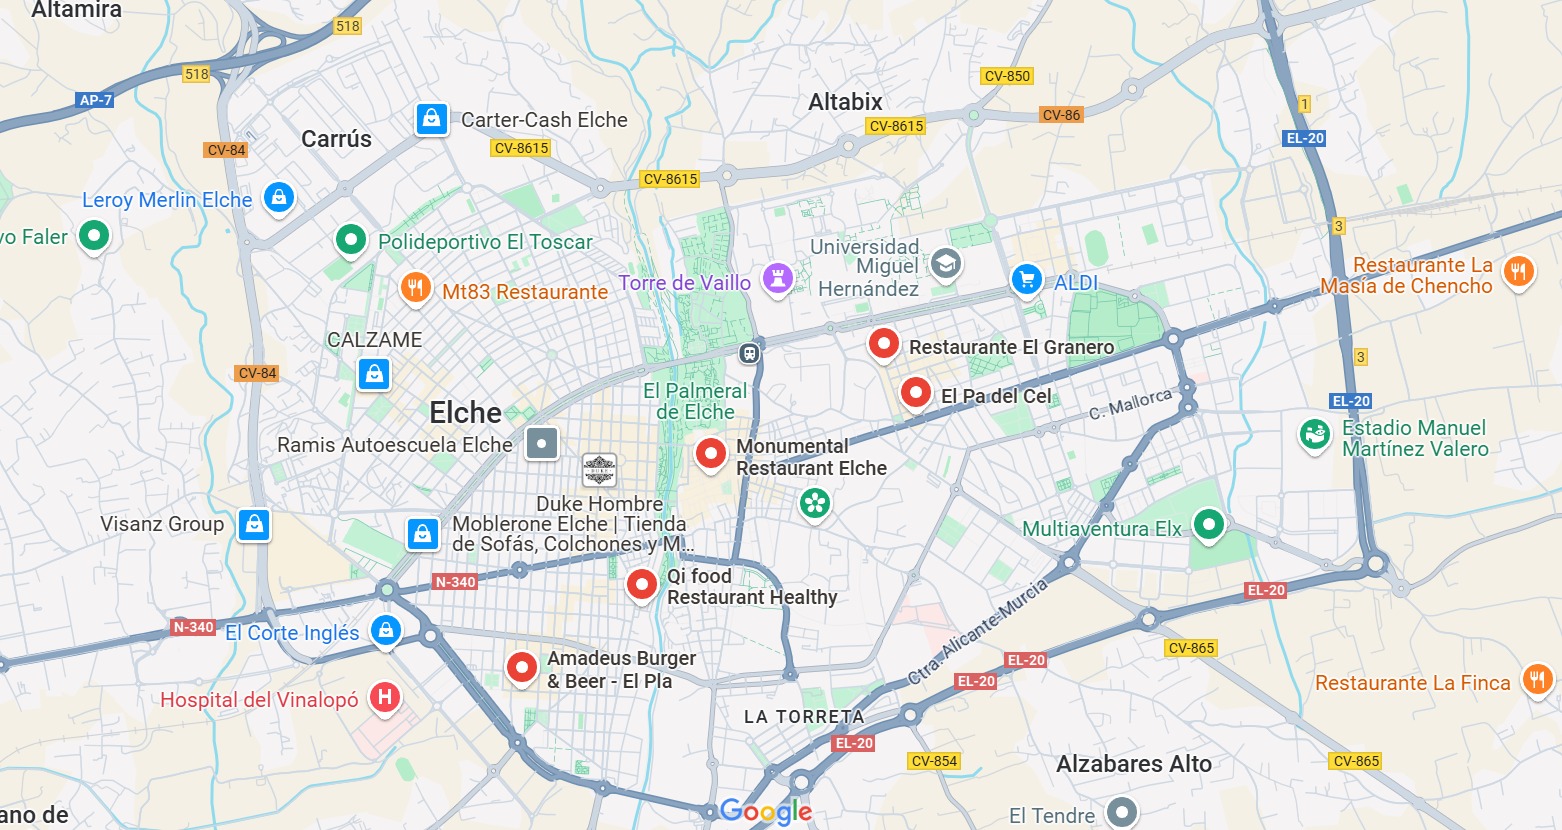 Altamira
518
518
AP-7
Carter-Cash Elche
Altabix
CV-850
CV-86
1
CV-8615
Carrús
CV-84
CV-8615
EL-20
CV-8615
Leroy Merlin Elche
vo Faler
Polideportivo El Toscar
3
Universidad
Miguel
Hernández
Torre de Vaillo
ALDI
Restaurante La
Masía de Chencho
Mt83 Restaurante
CALZAME
Restaurante El Granero
3
CV-84
El Palmeral
de Elche
El Pa del Cel
C. Mallorca
EL-20
Elche
Ramis Autoescuela Elche
Monumental
Restaurant Elche
Estadio Manuel
Martínez Valero
Duke Hombre
Visanz Group
Moblerone Elche | Tienda
de Sofás, Colchones y M...
Multiaventura Elx
N-340
Qi food
Restaurant Healthy
EL-20
N-340
El Corte Inglés
Ctra. Alicante-Murcia
CV-865
Amadeus Burger
& Beer - El Pla
EL-20
EL-20
Restaurante La Finca
Hospital del Vinalopó
H
LA TORRETA
EL-20
CV-854
Alzabares Alto
CV-865
ano de
Google
El Tendre